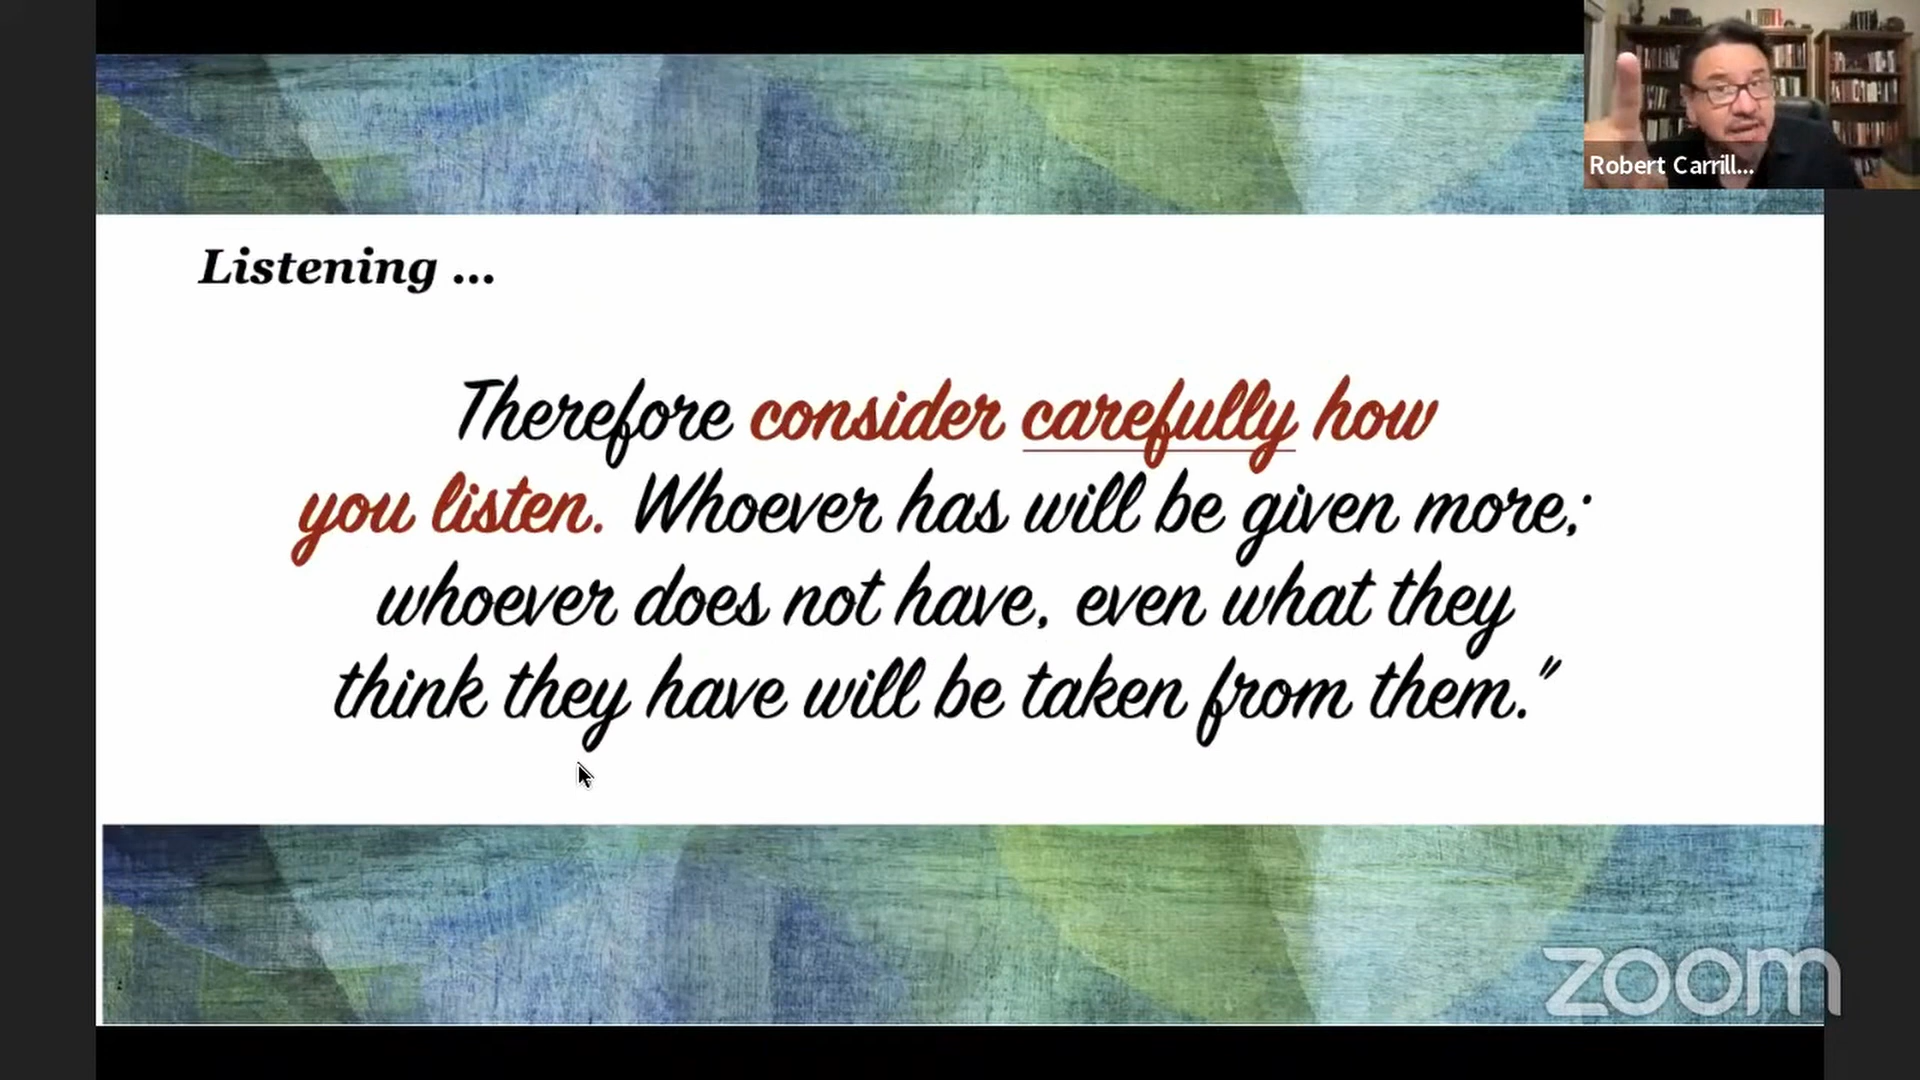 Robert Carrill...
Listening ...
Therefore consider carefully how
you listen. Whoever has will be given more;
whoever does not have, even what they
think they have will be taken from them.”
zoom